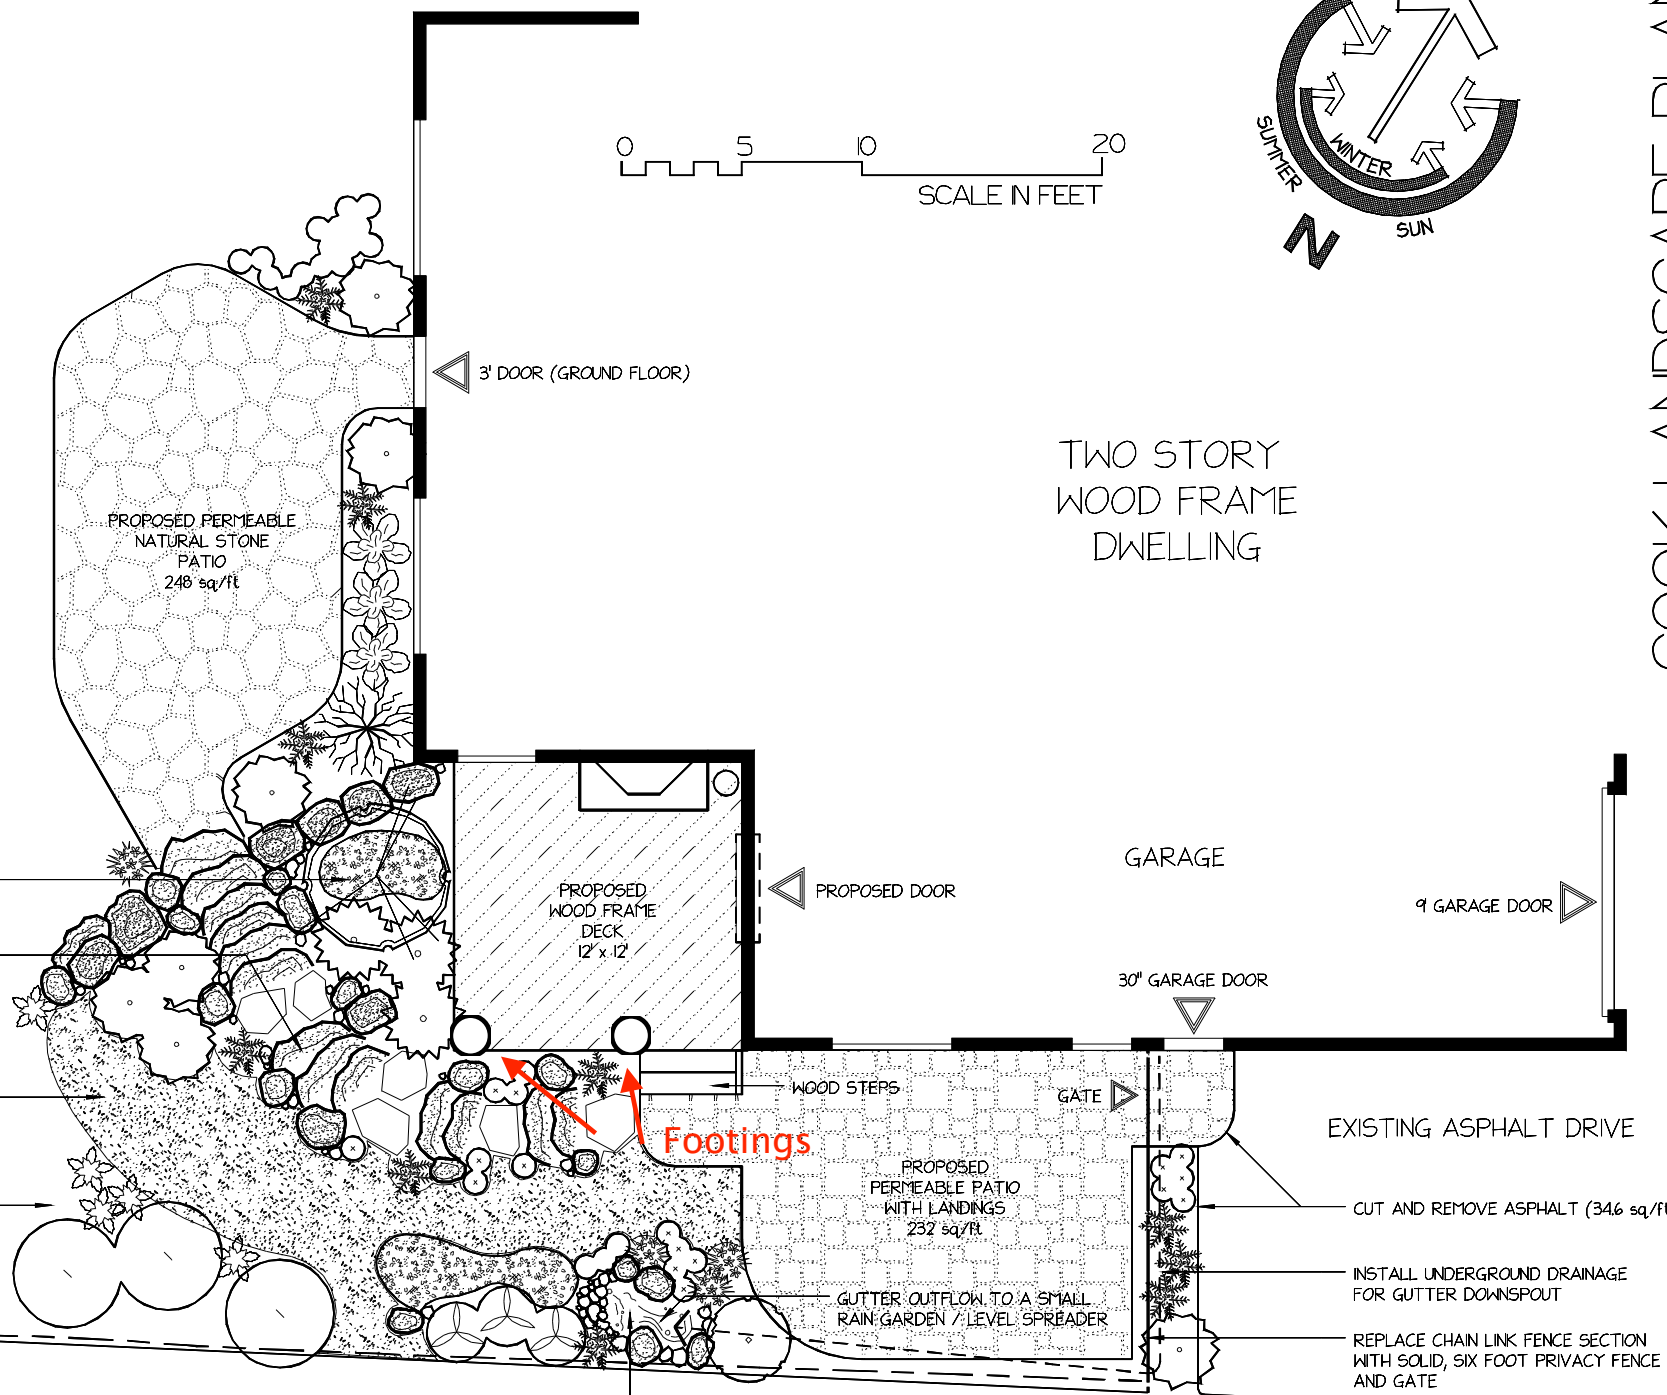 0 5 10 20
SCALE IN FEET
SUMMER
WINTER
SUN
N
3' DOOR (GROUND FLOOR)
TWO STORY
WOOD FRAME
DWELLING
PROPOSED PERMEABLE
NATURAL STONE
PATIO
248 sq/ft
GARAGE
PROPOSED
WOOD FRAME
DECK
12' x 12'
PROPOSED DOOR
9' GARAGE DOOR
30" GARAGE DOOR
WOOD STEPS
GATE
Footings
EXISTING ASPHALT DRIVE
PROPOSED
PERMEABLE PATIO
WITH LANDINGS
232 sq/ft
CUT AND REMOVE ASPHALT (34.6 sq/ft
INSTALL UNDERGROUND DRAINAGE
FOR GUTTER DOWNSPOUT
GUTTER OUTFLOW TO A SMALL
RAIN GARDEN / LEVEL SPREADER
REPLACE CHAIN LINK FENCE SECTION
WITH SOLID, SIX FOOT PRIVACY FENCE
AND GATE